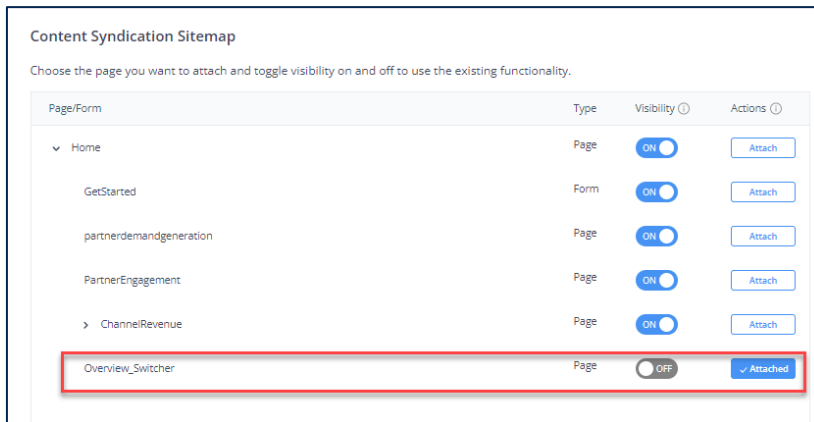 Content Syndication Sitemap
Choose the page you want to attach and toggle visibility on and off to use the existing functionality.
Page/Form Type Visibility Actions
Home Page ON Attach
GetStarted Form ON Attach
partnerdemandgeneration Page ON Attach
PartnerEngagement Page ON Attach
ChannelRevenue Page ON Attach
Overview_Switcher Page OFF Attached